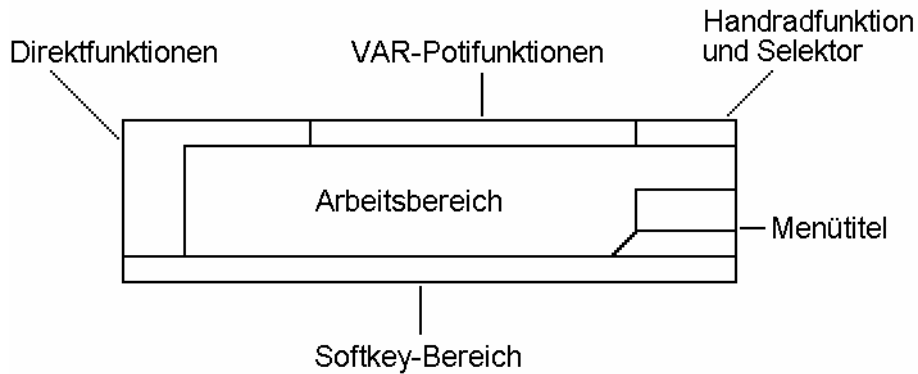 Direktfunktionen
VAR-Potifunktionen
Handradfunktion
und Selektor
Arbeitsbereich
Menütitel
Softkey-Bereich